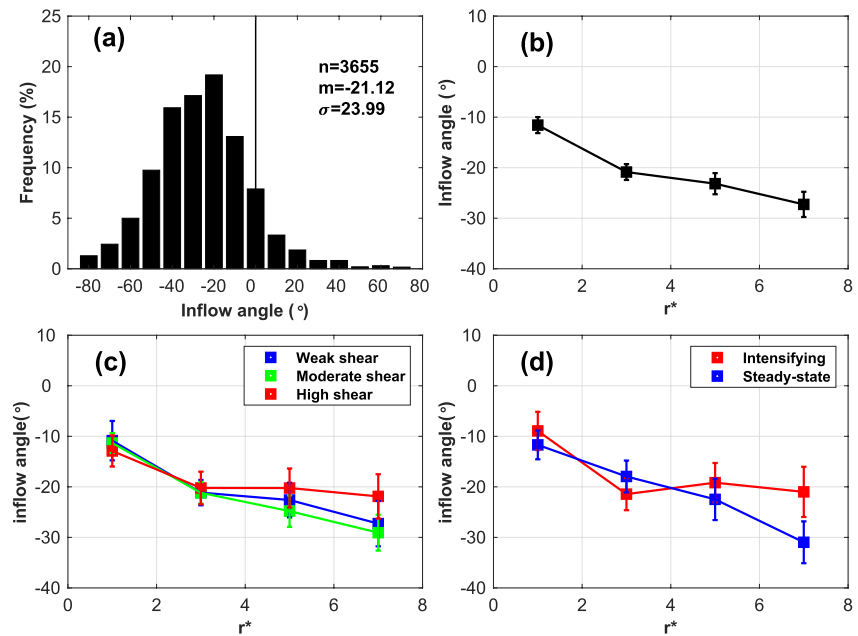 (a)
n=3655
m=-21.12
σ=23.99
Frequency (%)
25
20
15
10
5
0
-80 -60 -40 -20 0 20 40 60 80
Inflow angle (°)
(b)
Inflow angle (°)
10
0
-10
-20
-30
-40
0 2 4 6 8
r*
(c)
Weak shear
Moderate shear
High shear
inflow angle(°)
10
0
-10
-20
-30
-40
0 2 4 6 8
r*
(d)
Intensifying
Steady-state
inflow angle(°)
10
0
-10
-20
-30
-40
0 2 4 6 8
r*